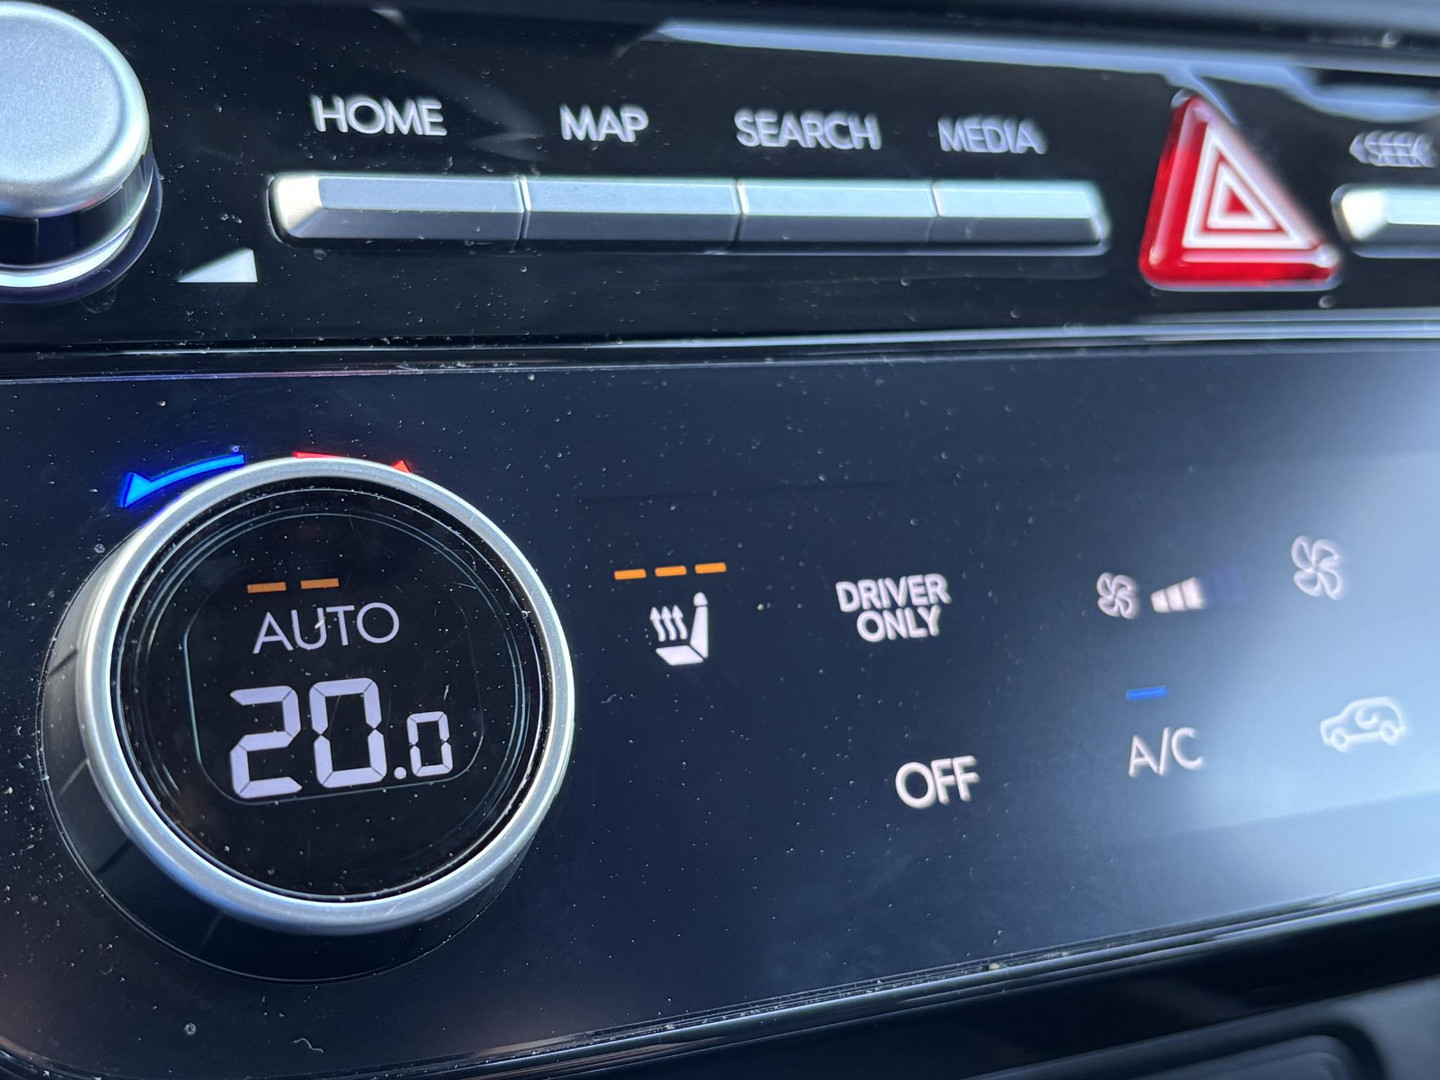 HOME MAP SEARCH MEDIA SEEK
AUTO
20.0
DRIVER
ONLY
OFF
A/C